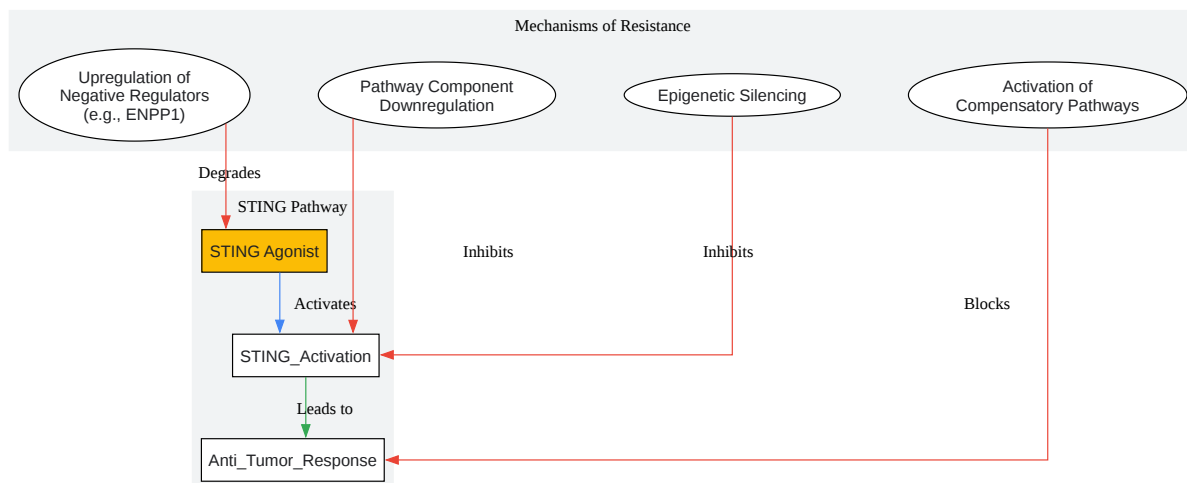 Mechanisms of Resistance
Upregulation of
Negative Regulators
(e.g., ENPP1)
Pathway Component
Downregulation
Epigenetic Silencing
Activation of
Compensatory Pathways
Degrades
STING Pathway
STING Agonist
Inhibits
Inhibits
Activates
Blocks
STING_Activation
Leads to
Anti_Tumor_Response